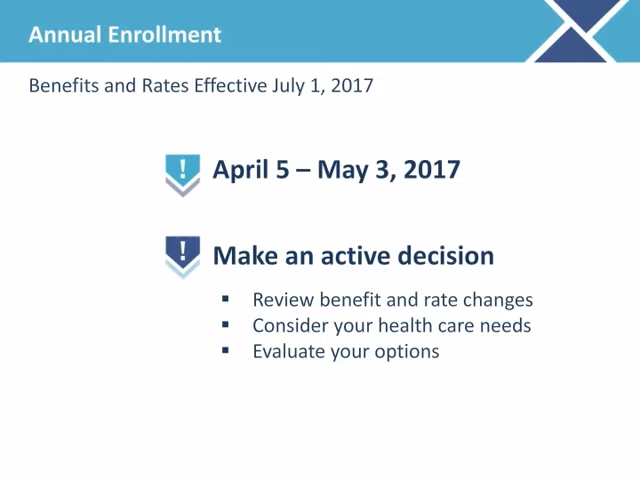 Annual Enrollment
Benefits and Rates Effective July 1, 2017
! April 5 – May 3, 2017
! Make an active decision
▪ Review benefit and rate changes
▪ Consider your health care needs
▪ Evaluate your options